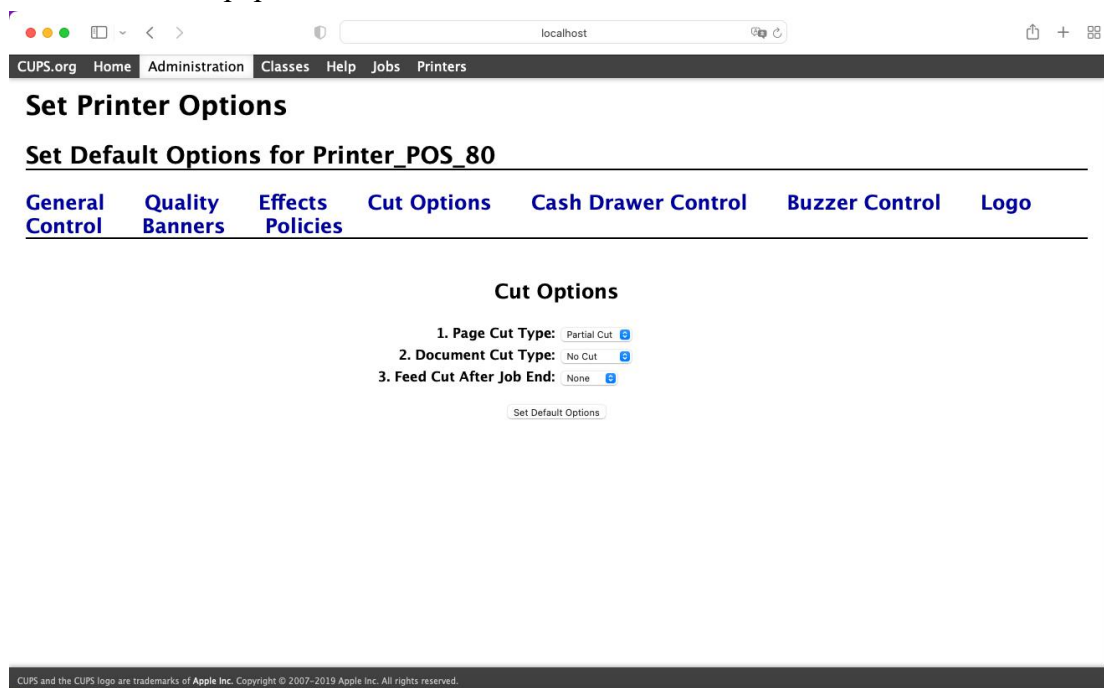 localhost
CUPS.org Home Administration Classes Help Jobs Printers
Set Printer Options
Set Default Options for Printer_POS_80
General Quality Effects Cut Options Cash Drawer Control Buzzer Control Logo
Control Banners Policies
Cut Options
1. Page Cut Type: Partial Cut
2. Document Cut Type: No Cut
3. Feed Cut After Job End: None
Set Default Options
CUPS and the CUPS logo are trademarks of Apple Inc. Copyright © 2007-2019 Apple Inc. All rights reserved.